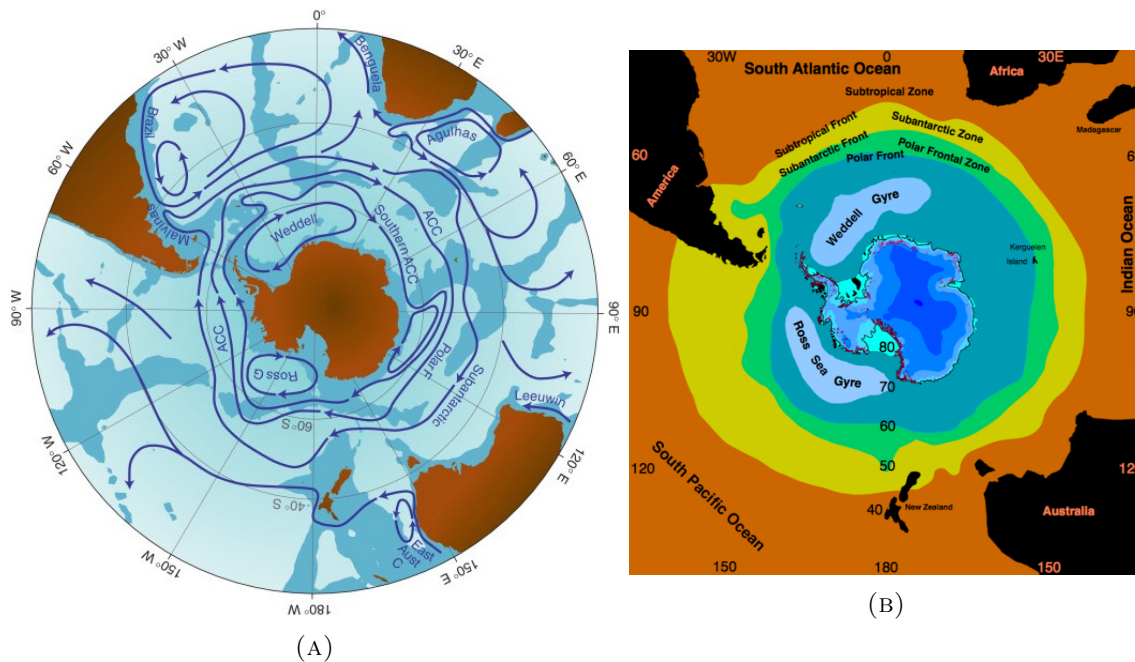 0°
30° E
60° E
90° E
120° E
150° E
180° W
150° W
120° W
90° W
60° W
30° W
Benguela
Agulhas
Brazil
Malvinas
Weddell
Southern ACC
ACC
ACC
Ross G
Polar F
Subantarctic
60° S
40° S
Leeuwin
East
Aust
C
(A)
30W
0
30E
South Atlantic Ocean
Africa
Subtropical Zone
Madagascar
Subtropical Front
Subantarctic Zone
Subantarctic Front
Polar Frontal Zone
Polar Front
60
6
America
Weddell Gyre
Kerguelen
Island
Indian Ocean
90
9
Ross Sea Gyre
80
70
60
50
40
120
12
South Pacific Ocean
New Zealand
Australia
150
180
150
(B)